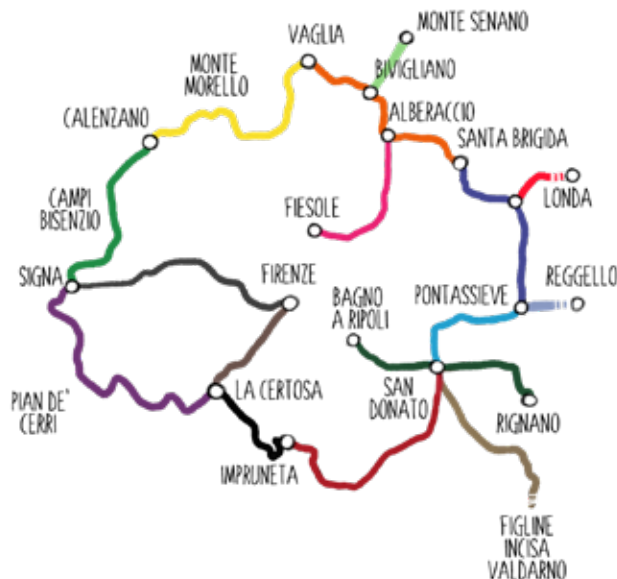 MONTE SENANO
VAGLIA
BIVIGLIANO
MONTE
MORELLO
ALBERACCIO
CALENZANO
SANTA BRIGIDA
LONDA
CAMPI
BISENZIO
FIESOLE
SIGNA
FIRENZE
BAGNO
A RIPOLI
PONTASSIEVE
REGGELLO
PIAN DE'
CERRI
LA CERTOSA
SAN
DONATO
RIGNANO
IMPRUNETA
FIGLINE
INCISA
VALDARNO